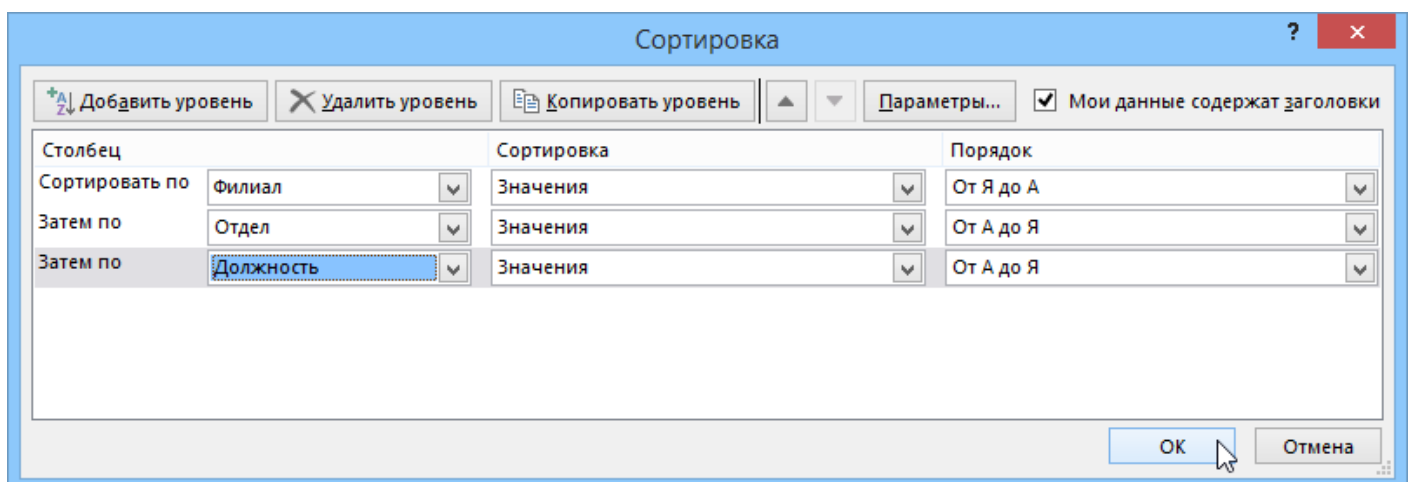 Сортировка ?
Добавить уровень Удалить уровень Копировать уровень Параметры... Мои данные содержат заголовки
Столбец Сортировка Порядок
Сортировать по Филиал Значения От Я до А
Затем по Отдел Значения От А до Я
Затем по Должность Значения От А до Я
ОК Отмена